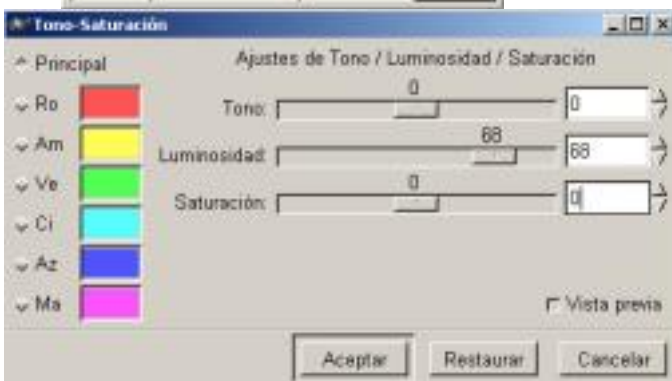 Tono-Saturación
Principal
Ajustes de Tono / Luminosidad / Saturación
Ro
Tono: 0 0
Am
Luminosidad: 68 68
Ve
Saturación: 0 0
Ci
Az
Ma
Vista previa
Aceptar Restaurar Cancelar